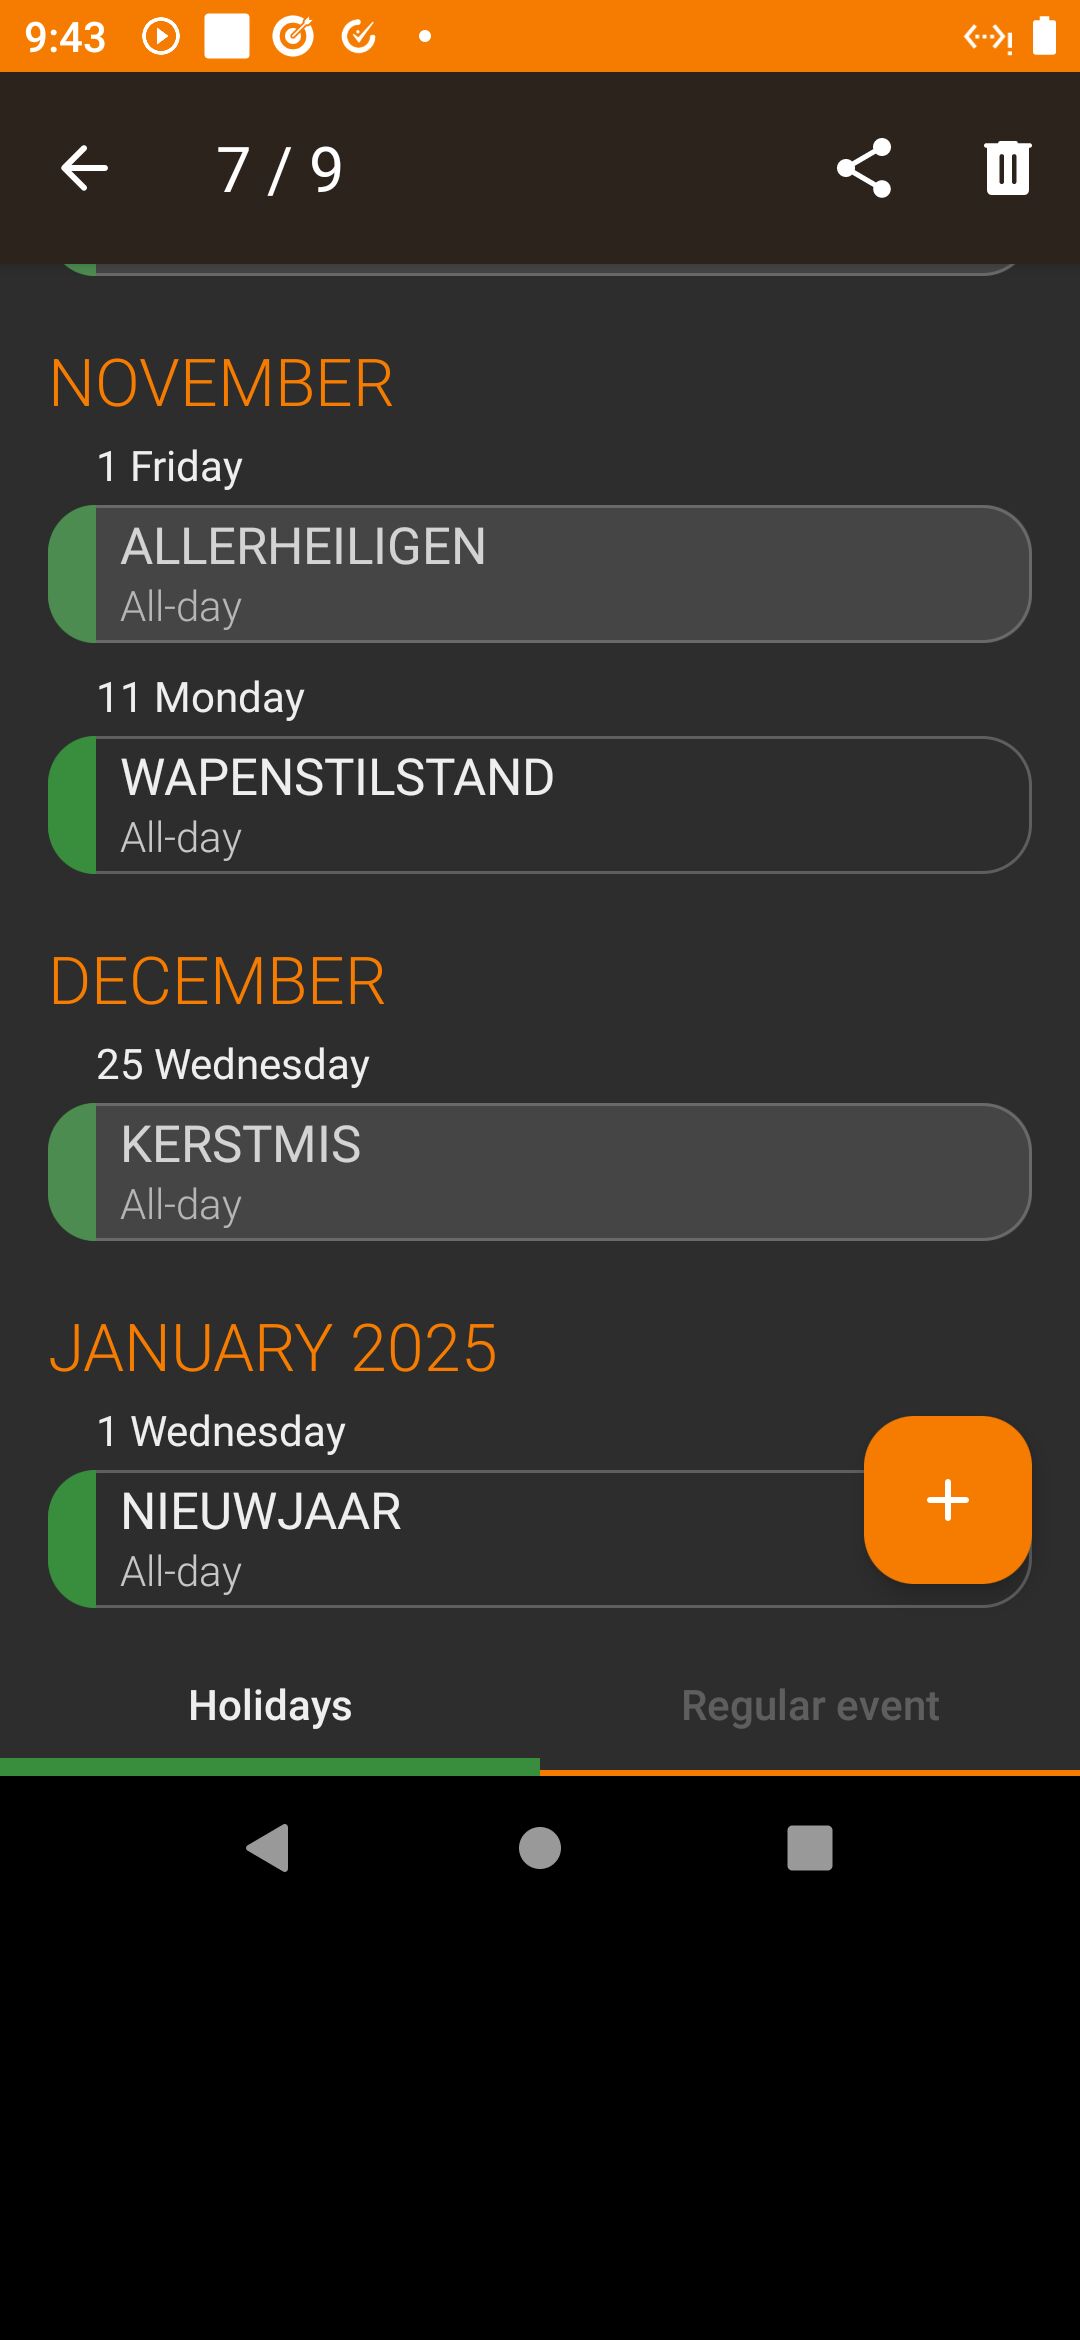 9:43
7 / 9
NOVEMBER
1 Friday
ALLERHEILIGEN
All-day
11 Monday
WAPENSTILSTAND
All-day
DECEMBER
25 Wednesday
KERSTMIS
All-day
JANUARY 2025
1 Wednesday
NIEUWJAAR
All-day
Holidays
Regular event